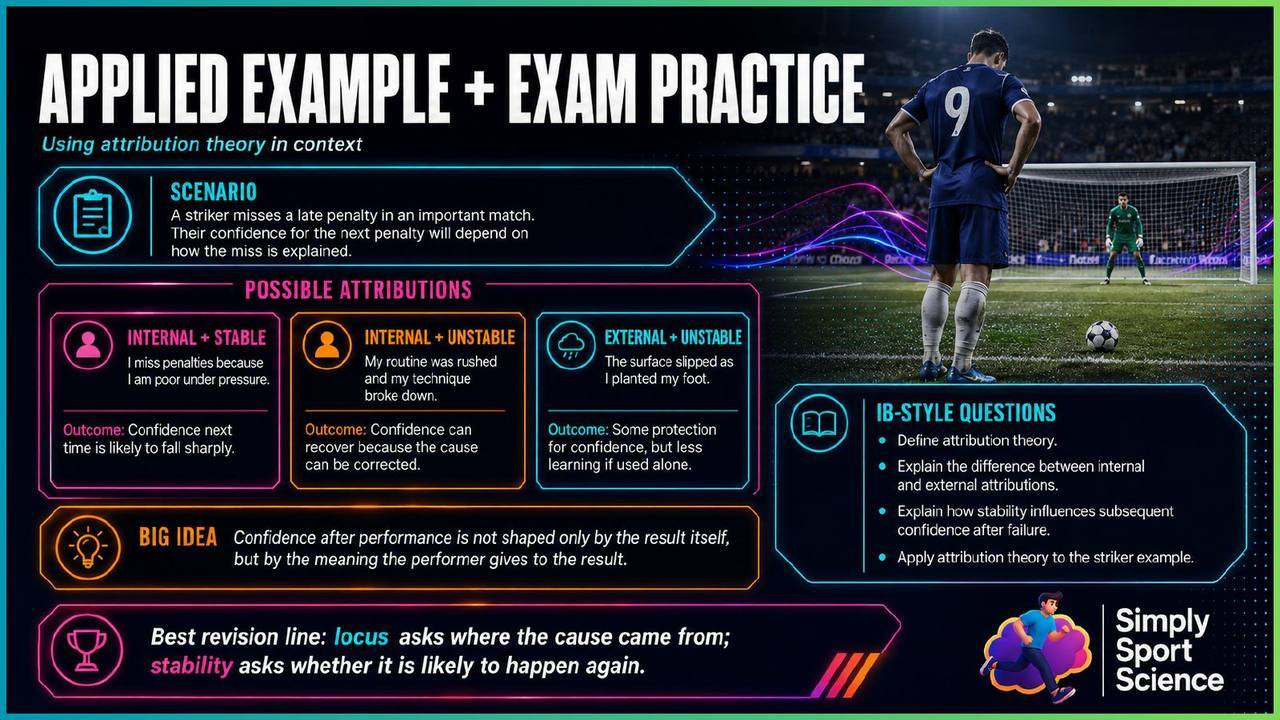 APPLIED EXAMPLE + EXAM PRACTICE
Using attribution theory in context
9
SCENARIO
A striker misses a late penalty in an important match.
Their confidence for the next penalty will depend on
how the miss is explained.
POSSIBLE ATTRIBUTIONS
INTERNAL + STABLE
I miss penalties because
I am poor under pressure.
Outcome: Confidence next
time is likely to fall sharply.
INTERNAL + UNSTABLE
My routine was rushed
and my technique
broke down.
Outcome: Confidence can
recover because the cause
can be corrected.
EXTERNAL + UNSTABLE
The surface slipped as
I planted my foot.
Outcome: Some protection
for confidence, but less
learning if used alone.
IB-STYLE QUESTIONS
• Define attribution theory.
• Explain the difference between internal
and external attributions.
• Explain how stability influences subsequent
confidence after failure.
• Apply attribution theory to the striker example.
BIG IDEA
Confidence after performance is not shaped only by the result itself,
but by the meaning the performer gives to the result.
Best revision line: locus asks where the cause came from;
stability asks whether it is likely to happen again.
Simply
Sport
Science